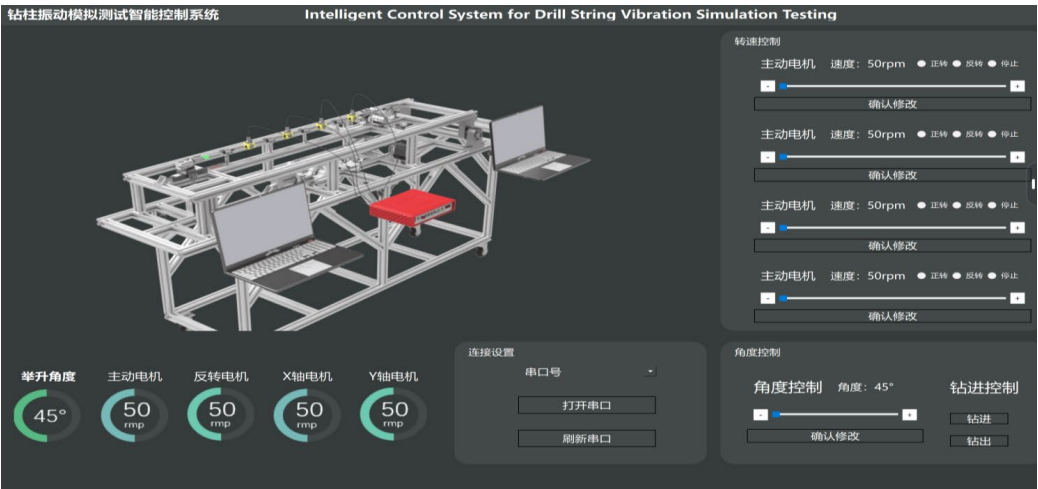 钻柱振动模拟测试智能控制系统 Intelligent Control System for Drill String Vibration Simulation Testing
转速控制
主动电机 速度：50rpm 正转 反转 停止
- +
确认修改
主动电机 速度：50rpm 正转 反转 停止
- +
确认修改
主动电机 速度：50rpm 正转 反转 停止
- +
确认修改
主动电机 速度：50rpm 正转 反转 停止
- +
确认修改
举升角度 主动电机 反转电机 X轴电机 Y轴电机
45° 50 50 50 50
rmp rmp rmp rmp
连接设置
串口号
打开串口
刷新串口
角度控制
角度控制 角度：45° 钻进控制
- + 钻进
确认修改 钻出